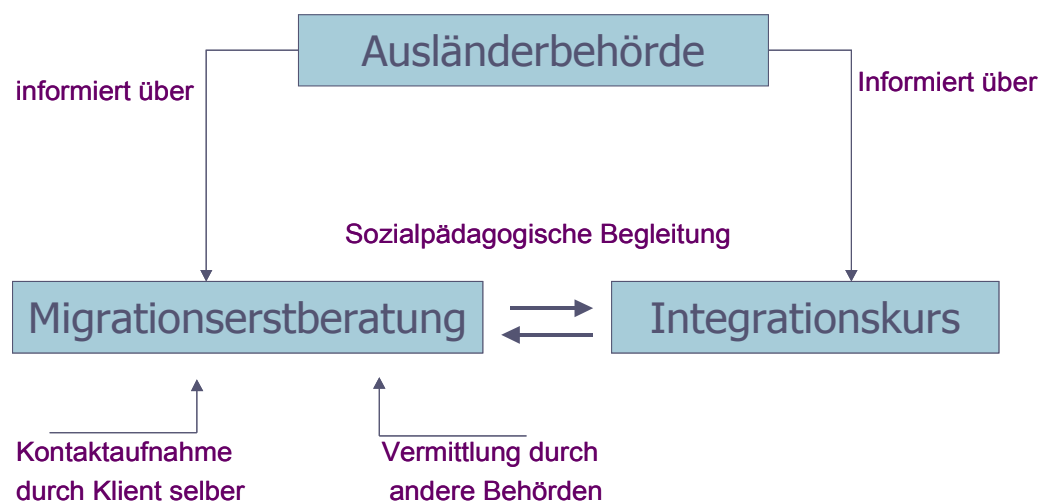 Ausländerbehörde
informiert über
Informiert über
Sozialpädagogische Begleitung
Migrationserstberatung
Integrationskurs
Kontaktaufnahme
durch Klient selber
Vermittlung durch
andere Behörden